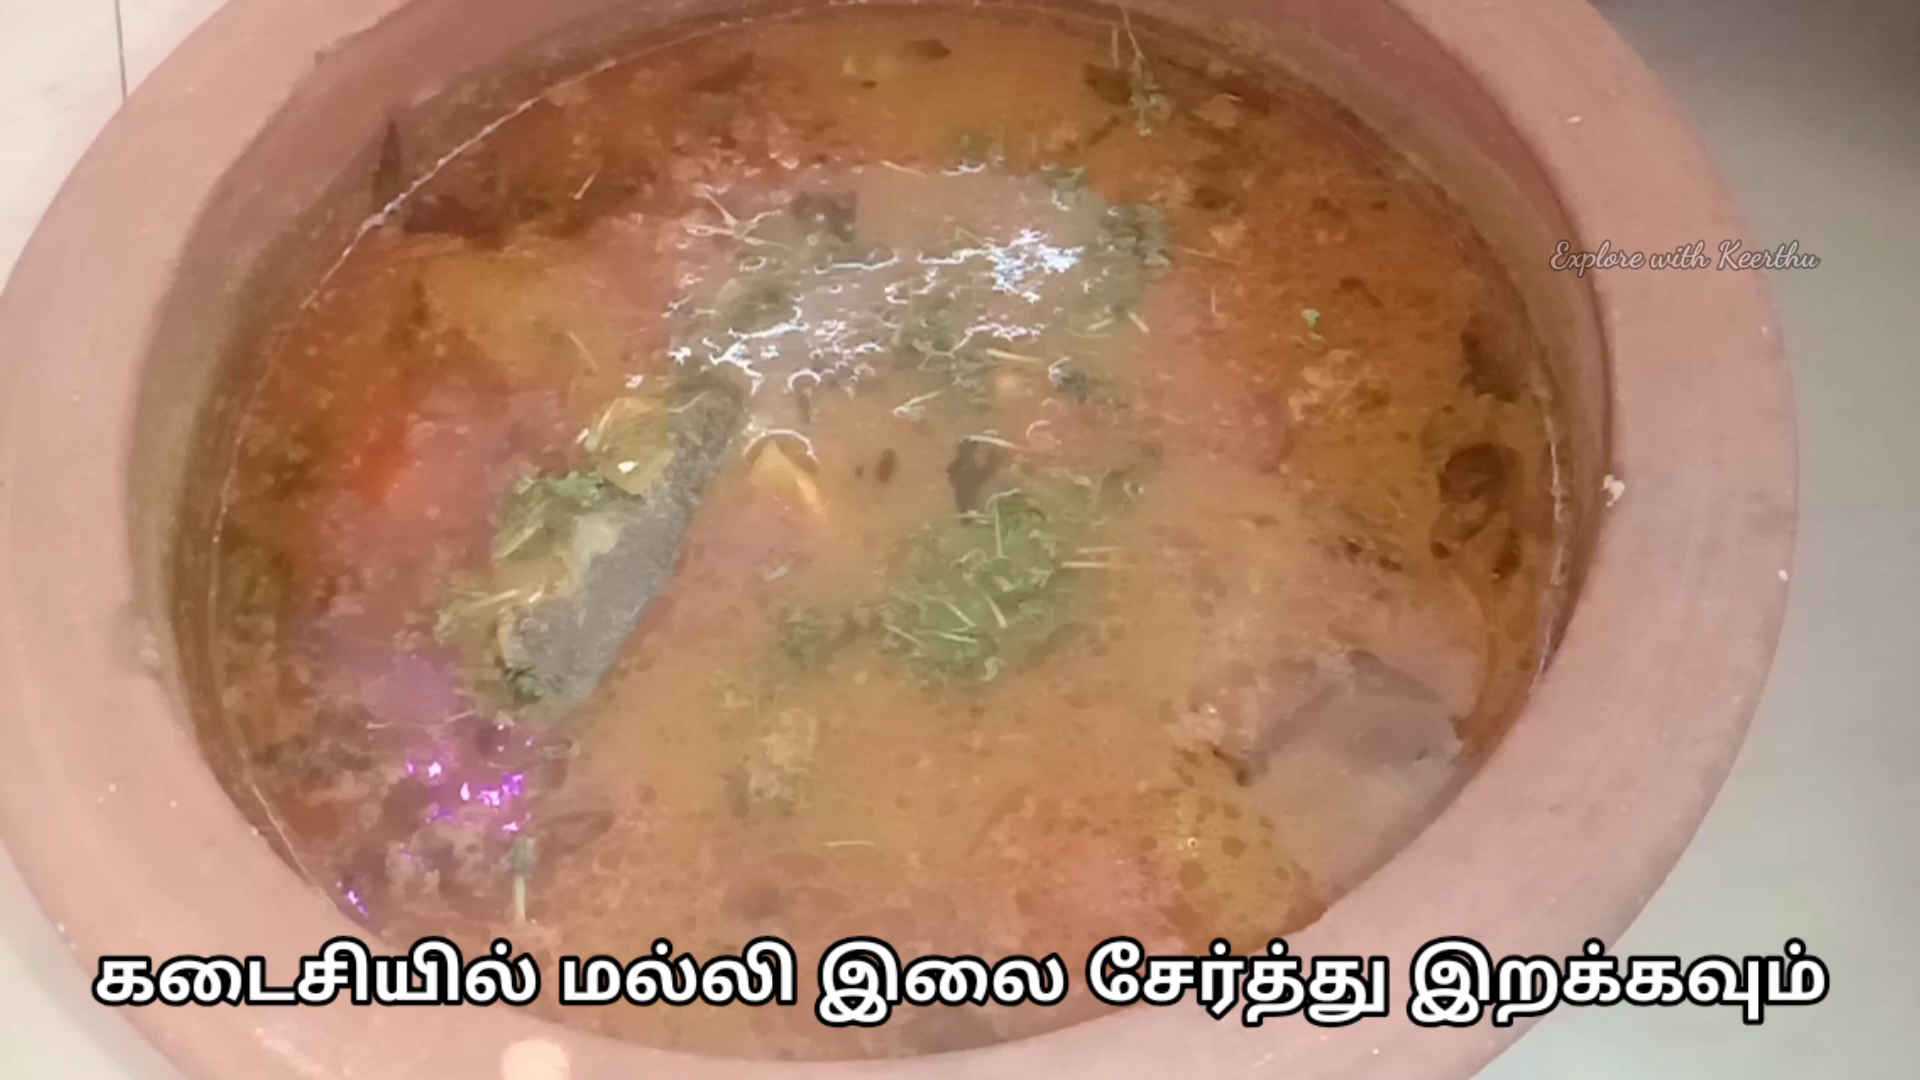 Explore with Keerthu
கடைசியில் மல்லி இலை சேர்த்து இறக்கவும்